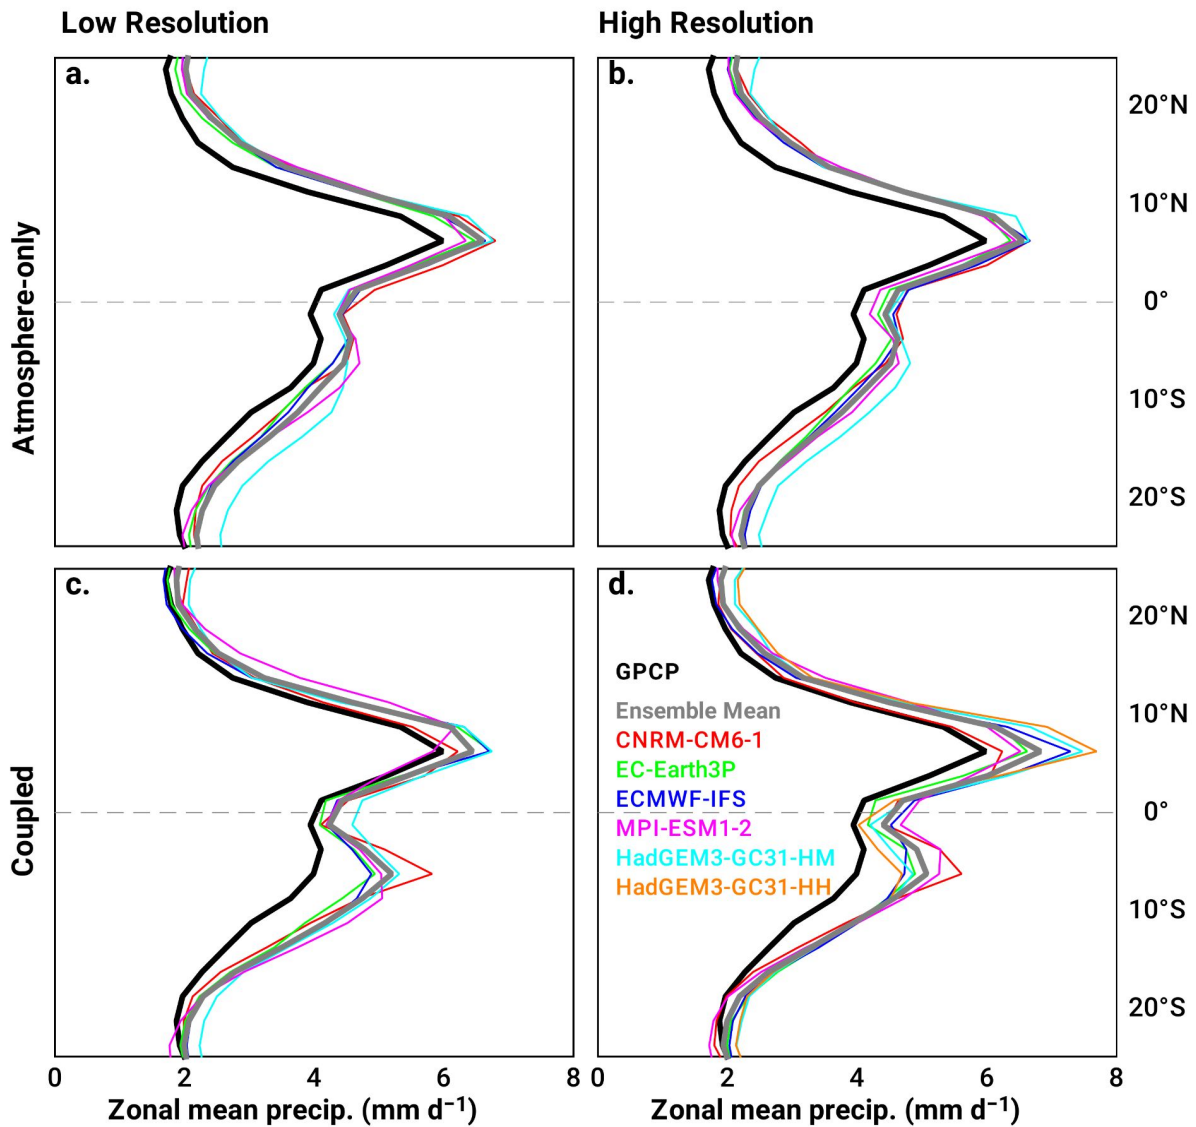 Low Resolution
High Resolution
a.
b.
20°N
10°N
0°
10°S
20°S
Atmosphere-only
c.
d.
20°N
10°N
0°
10°S
20°S
Coupled
GPCP
Ensemble Mean
CNRM-CM6-1
EC-Earth3P
ECMWF-IFS
MPI-ESM1-2
HadGEM3-GC31-HM
HadGEM3-GC31-HH
0 2 4 6 8
0 2 4 6 8
Zonal mean precip. (mm d⁻¹)
Zonal mean precip. (mm d⁻¹)